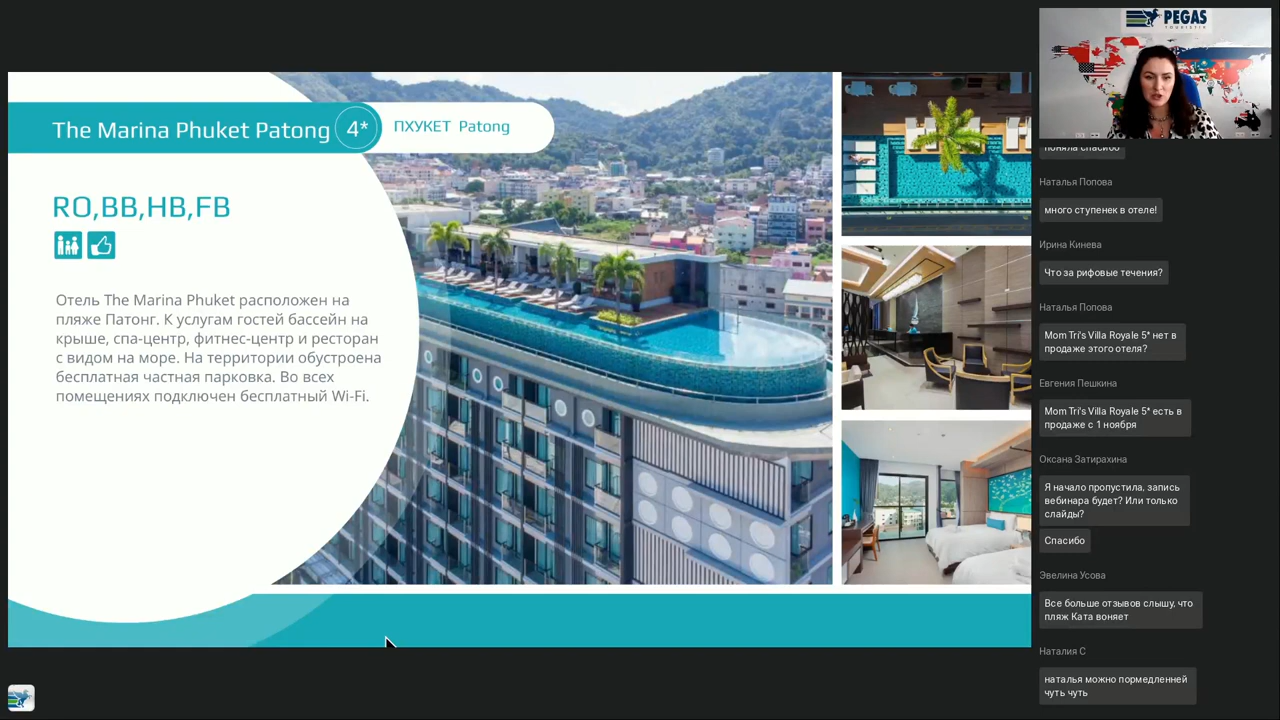 The Marina Phuket Patong
4*
ПХУКЕТ Patong
RO,BB,HB,FB
Отель The Marina Phuket расположен на
пляже Патонг. К услугам гостей бассейн на
крыше, спа-центр, фитнес-центр и ресторан
с видом на море. На территории обустроена
бесплатная частная парковка. Во всех
помещениях подключен бесплатный Wi-Fi.
PEGAS
TOURISTIK
поняла спасибо
Наталья Попова
много ступенек в отеле!
Ирина Кинева
Что за рифовые течения?
Наталья Попова
Mom Tri's Villa Royale 5* нет в
продаже этого отеля?
Евгения Пешкина
Mom Tri's Villa Royale 5* есть в
продаже с 1 ноября
Оксана Затирахина
Я начало пропустила, запись
вебинара будет? Или только
слайды?
Спасибо
Эвелина Усова
Все больше отзывов слышу, что
пляж Ката воняет
Наталия С
наталья можно пормедленней
чуть чуть